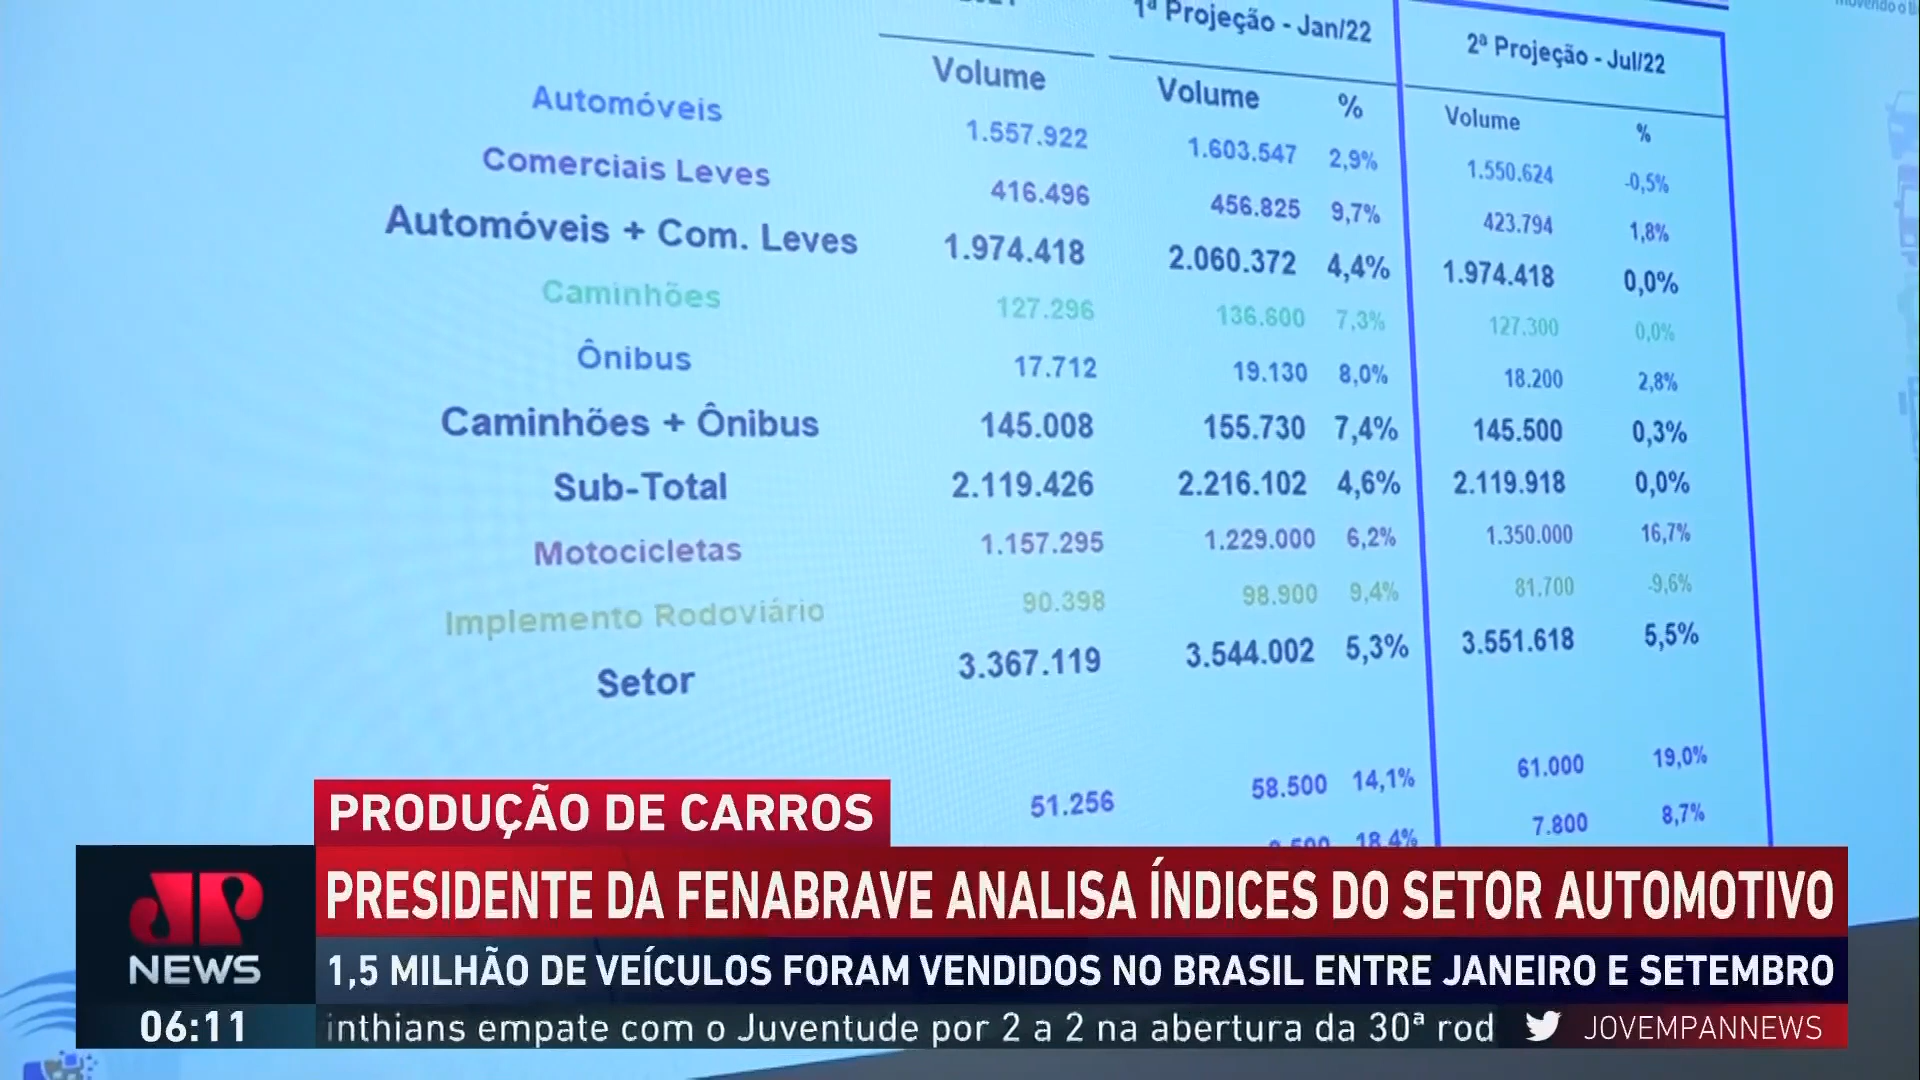 1ª Projeção - Jan/22
2ª Projeção - Jul/22
Volume Volume % Volume %
Automóveis 1.557.922 1.603.547 2,9% 1.550.624 -0,5%
Comerciais Leves 416.496 456.825 9,7% 423.794 1,8%
Automóveis + Com. Leves 1.974.418 2.060.372 4,4% 1.974.418 0,0%
Caminhões 127.296 136.600 7,3% 127.300 0,0%
Ônibus 17.712 19.130 8,0% 18.200 2,8%
Caminhões + Ônibus 145.008 155.730 7,4% 145.500 0,3%
Sub-Total 2.119.426 2.216.102 4,6% 2.119.918 0,0%
Motocicletas 1.157.295 1.229.000 6,2% 1.350.000 16,7%
Implemento Rodoviário 90.398 98.900 9,4% 81.700 -9,6%
Setor 3.367.119 3.544.002 5,3% 3.551.618 5,5%
51.256 58.500 14,1% 61.000 19,0%
18,4% 7.800 8,7%
PRODUÇÃO DE CARROS
JP NEWS
PRESIDENTE DA FENABRAVE ANALISA ÍNDICES DO SETOR AUTOMOTIVO
1,5 MILHÃO DE VEÍCULOS FORAM VENDIDOS NO BRASIL ENTRE JANEIRO E SETEMBRO
06:11 inthians empate com o Juventude por 2 a 2 na abertura da 30ª rod JOVEMPANNEWS